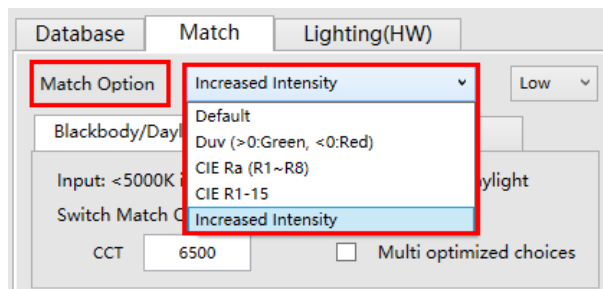 Database Match Lighting(HW)
Match Option Increased Intensity Low
Default
Blackbody/Dayl
Duv (>0:Green, <0:Red)
CIE Ra (R1~R8)
Input: <5000K ylight
CIE R1-15
Switch Match Increased Intensity
CCT 6500 Multi optimized choices